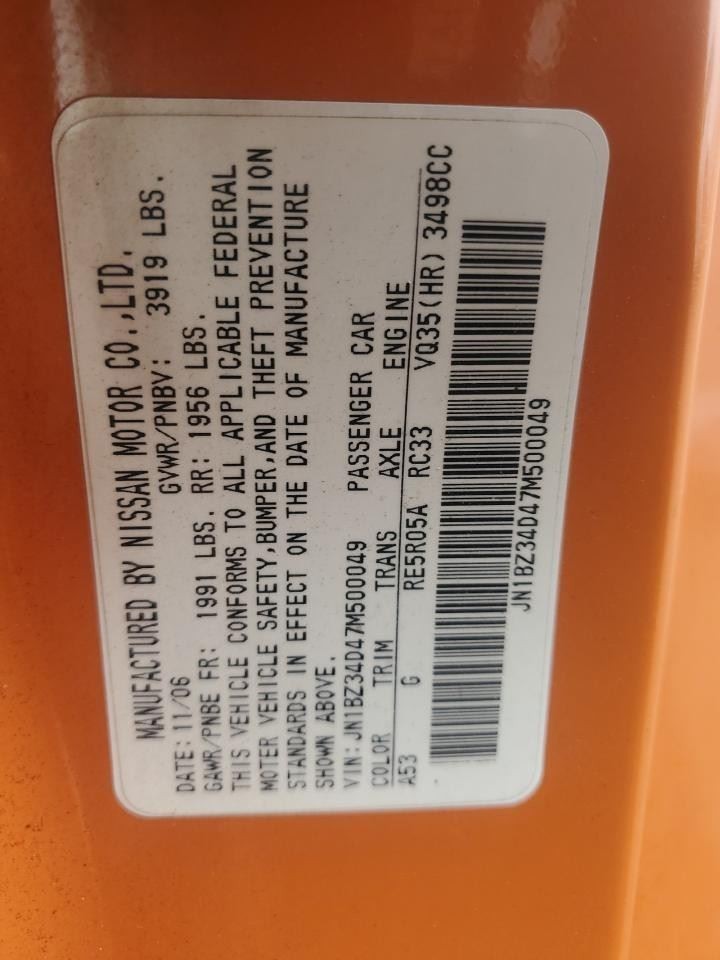 MANUFACTURED BY NISSAN MOTOR CO.,LTD.
DATE: 11/06 GVWR/PNBV: 3919 LBS.
GAWR/PNBE FR: 1991 LBS. RR: 1956 LBS.
THIS VEHICLE CONFORMS TO ALL APPLICABLE FEDERAL
MOTER VEHICLE SAFETY,BUMPER,AND THEFT PREVENTION
STANDARDS IN EFFECT ON THE DATE OF MANUFACTURE
SHOWN ABOVE.
VIN: JN1BZ34D47M500049 PASSENGER CAR
COLOR TRIM TRANS AXLE ENGINE
A53 G RE5R05A RC33 VQ35(HR) 3498CC
JN1BZ34D47M500049